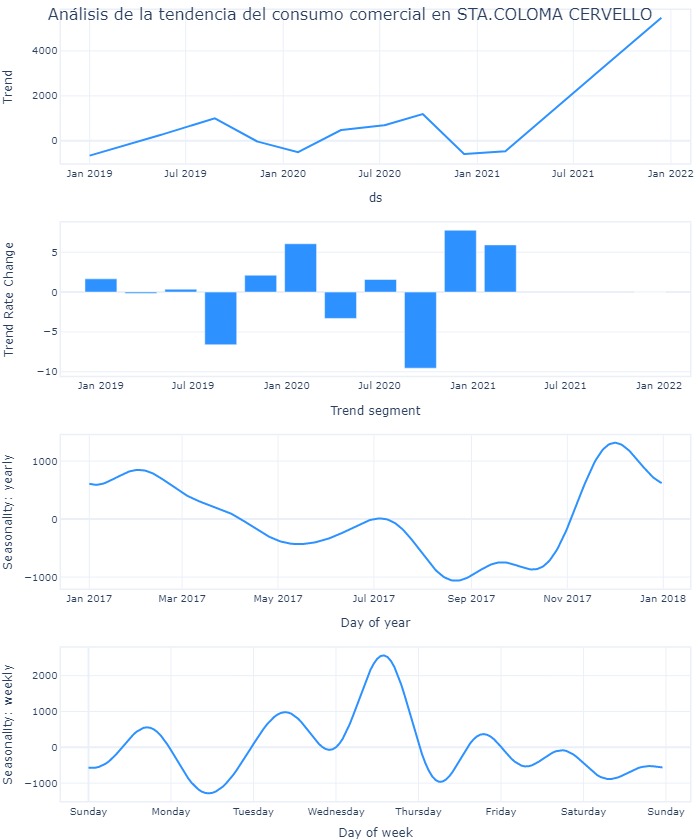 Análisis de la tendencia del consumo comercial en STA.COLOMA CERVELLO
Trend
4000
2000
0
Jan 2019 Jul 2019 Jan 2020 Jul 2020 Jan 2021 Jul 2021 Jan 2022
ds
Trend Rate Change
5
0
−5
−10
Jan 2019 Jul 2019 Jan 2020 Jul 2020 Jan 2021 Jul 2021 Jan 2022
Trend segment
Seasonality: yearly
1000
0
−1000
Jan 2017 Mar 2017 May 2017 Jul 2017 Sep 2017 Nov 2017 Jan 2018
Day of year
Seasonality: weekly
2000
1000
0
−1000
Sunday Monday Tuesday Wednesday Thursday Friday Saturday Sunday
Day of week